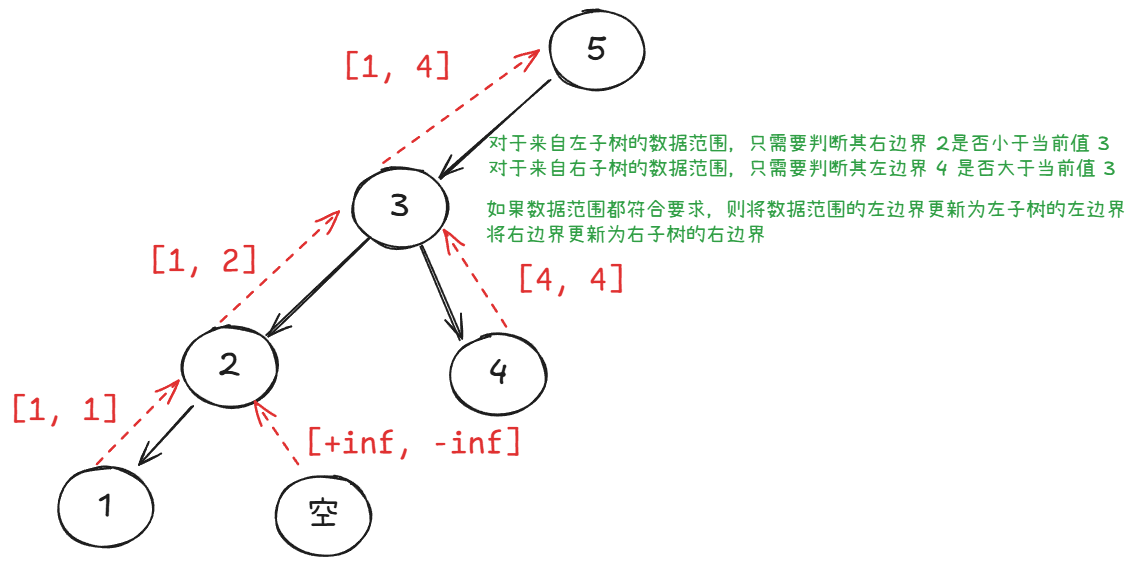 5
[1, 4]
对于来自左子树的数据范围，只需要判断其右边界 2是否小于当前值 3
对于来自右子树的数据范围，只需要判断其左边界 4 是否大于当前值 3
3
如果数据范围都符合要求，则将数据范围的左边界更新为左子树的左边界
将右边界更新为右子树的右边界
[1, 2]
[4, 4]
2
4
[1, 1]
[+inf, -inf]
1
空